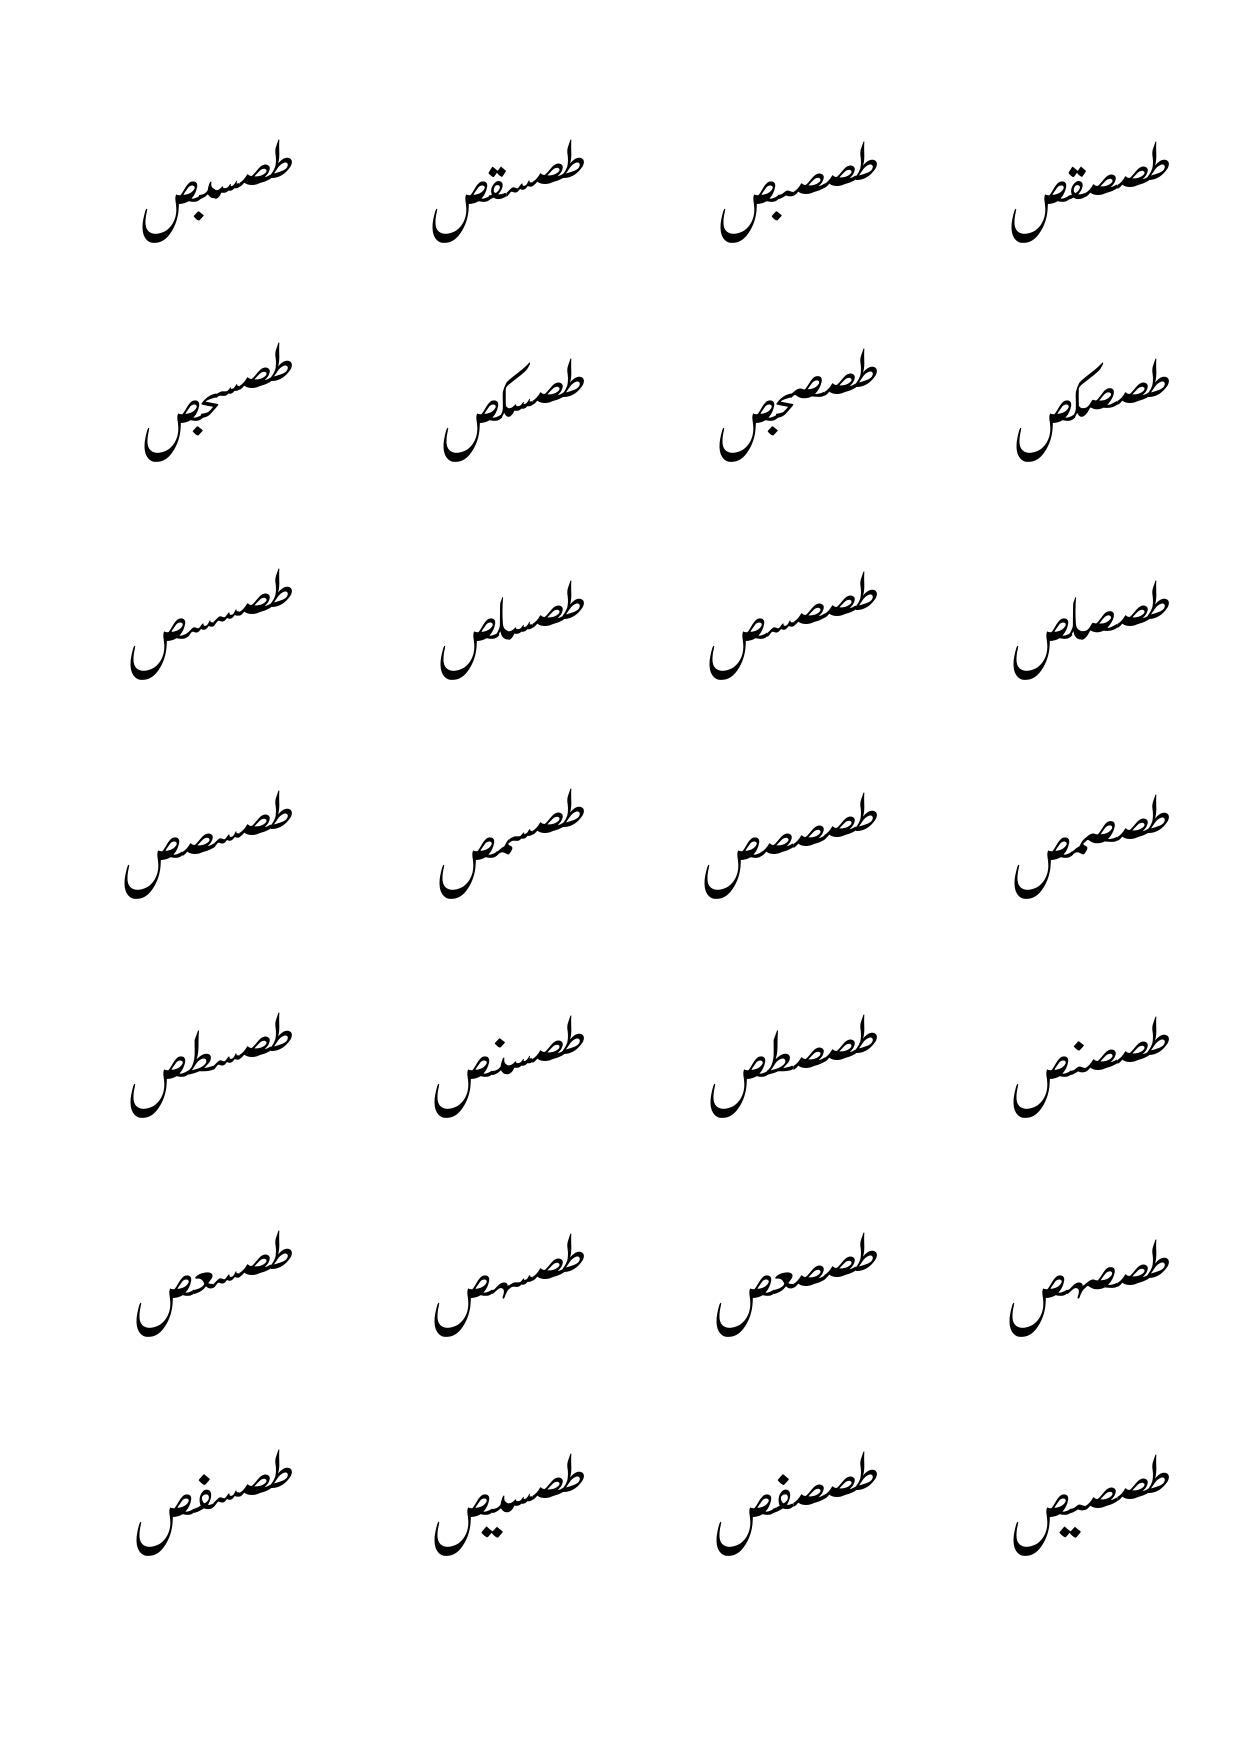 طصصقص طصصبص طصسقص طصسبص
طصصكص طصصجص طصسكص طصسجص
طصصلص طصصسص طصسلص طصسسص
طصصمص طصصصص طصسمص طصسصص
طصصنص طصصطص طصسنص طصسطص
طصصهص طصصعص طصسهص طصسعص
طصصيص طصصفص طصسيص طصسفص